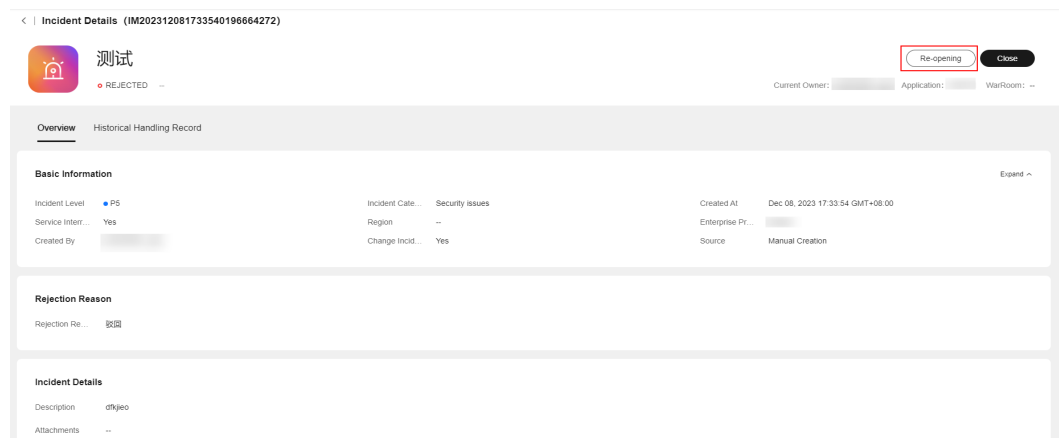 < | Incident Details（IM202312081733540196664272）
测试
Re-opening Close
REJECTED --
Current Owner: Application: WarRoom: --
Overview Historical Handling Record
Basic Information Expand
Incident Level P5 Incident Cate... Security issues Created At Dec 08, 2023 17:33:54 GMT+08:00
Service Interr... Yes Region -- Enterprise Pr...
Created By Change Incid... Yes Source Manual Creation
Rejection Reason
Rejection Re... 驳回
Incident Details
Description dfkjieo
Attachments --